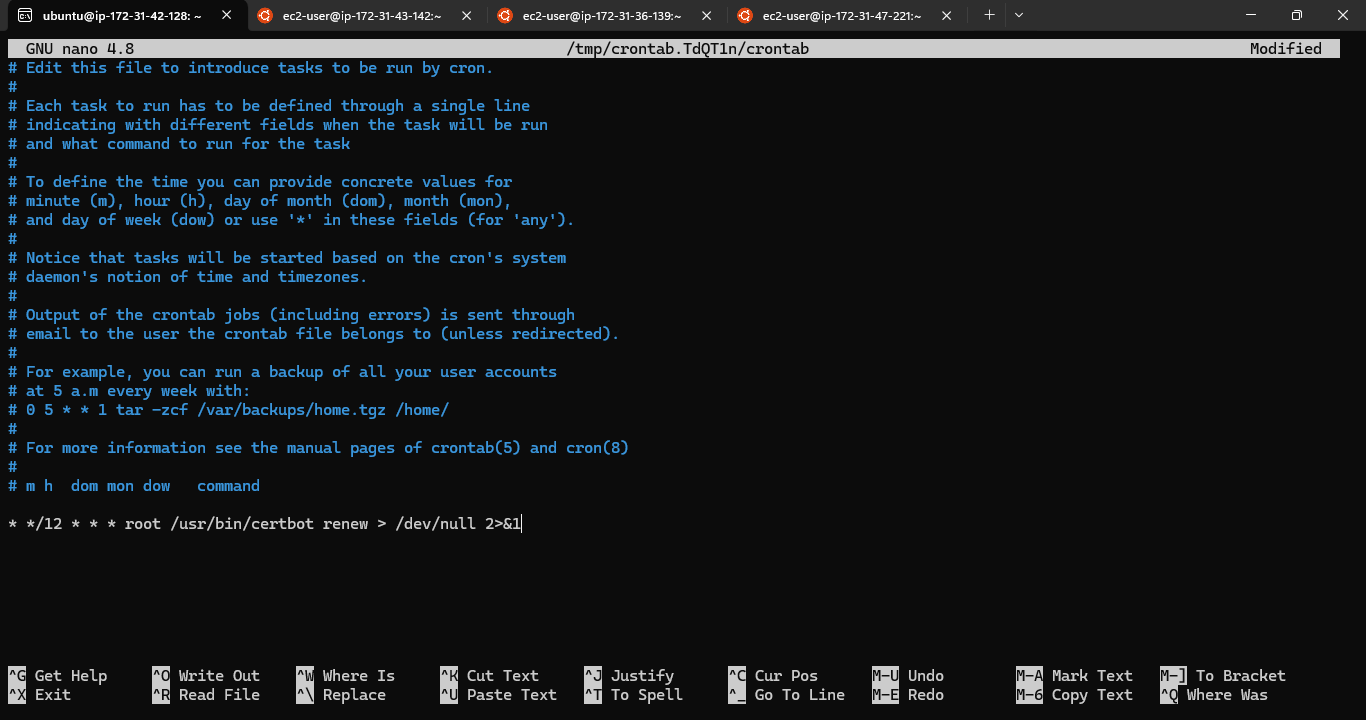 ubuntu@ip-172-31-42-128: ~
ec2-user@ip-172-31-43-142:~
ec2-user@ip-172-31-36-139:~
ec2-user@ip-172-31-47-221:~
GNU nano 4.8 /tmp/crontab.TdQT1n/crontab Modified
# Edit this file to introduce tasks to be run by cron.
#
# Each task to run has to be defined through a single line
# indicating with different fields when the task will be run
# and what command to run for the task
#
# To define the time you can provide concrete values for
# minute (m), hour (h), day of month (dom), month (mon),
# and day of week (dow) or use '*' in these fields (for 'any').
#
# Notice that tasks will be started based on the cron's system
# daemon's notion of time and timezones.
#
# Output of the crontab jobs (including errors) is sent through
# email to the user the crontab file belongs to (unless redirected).
#
# For example, you can run a backup of all your user accounts
# at 5 a.m every week with:
# 0 5 * * 1 tar -zcf /var/backups/home.tgz /home/
#
# For more information see the manual pages of crontab(5) and cron(8)
#
# m h  dom mon dow   command
* */12 * * * root /usr/bin/certbot renew > /dev/null 2>&1
^G Get Help ^O Write Out ^W Where Is ^K Cut Text ^J Justify ^C Cur Pos M-U Undo M-A Mark Text M-] To Bracket
^X Exit ^R Read File ^\ Replace ^U Paste Text ^T To Spell ^_ Go To Line M-E Redo M-6 Copy Text ^Q Where Was